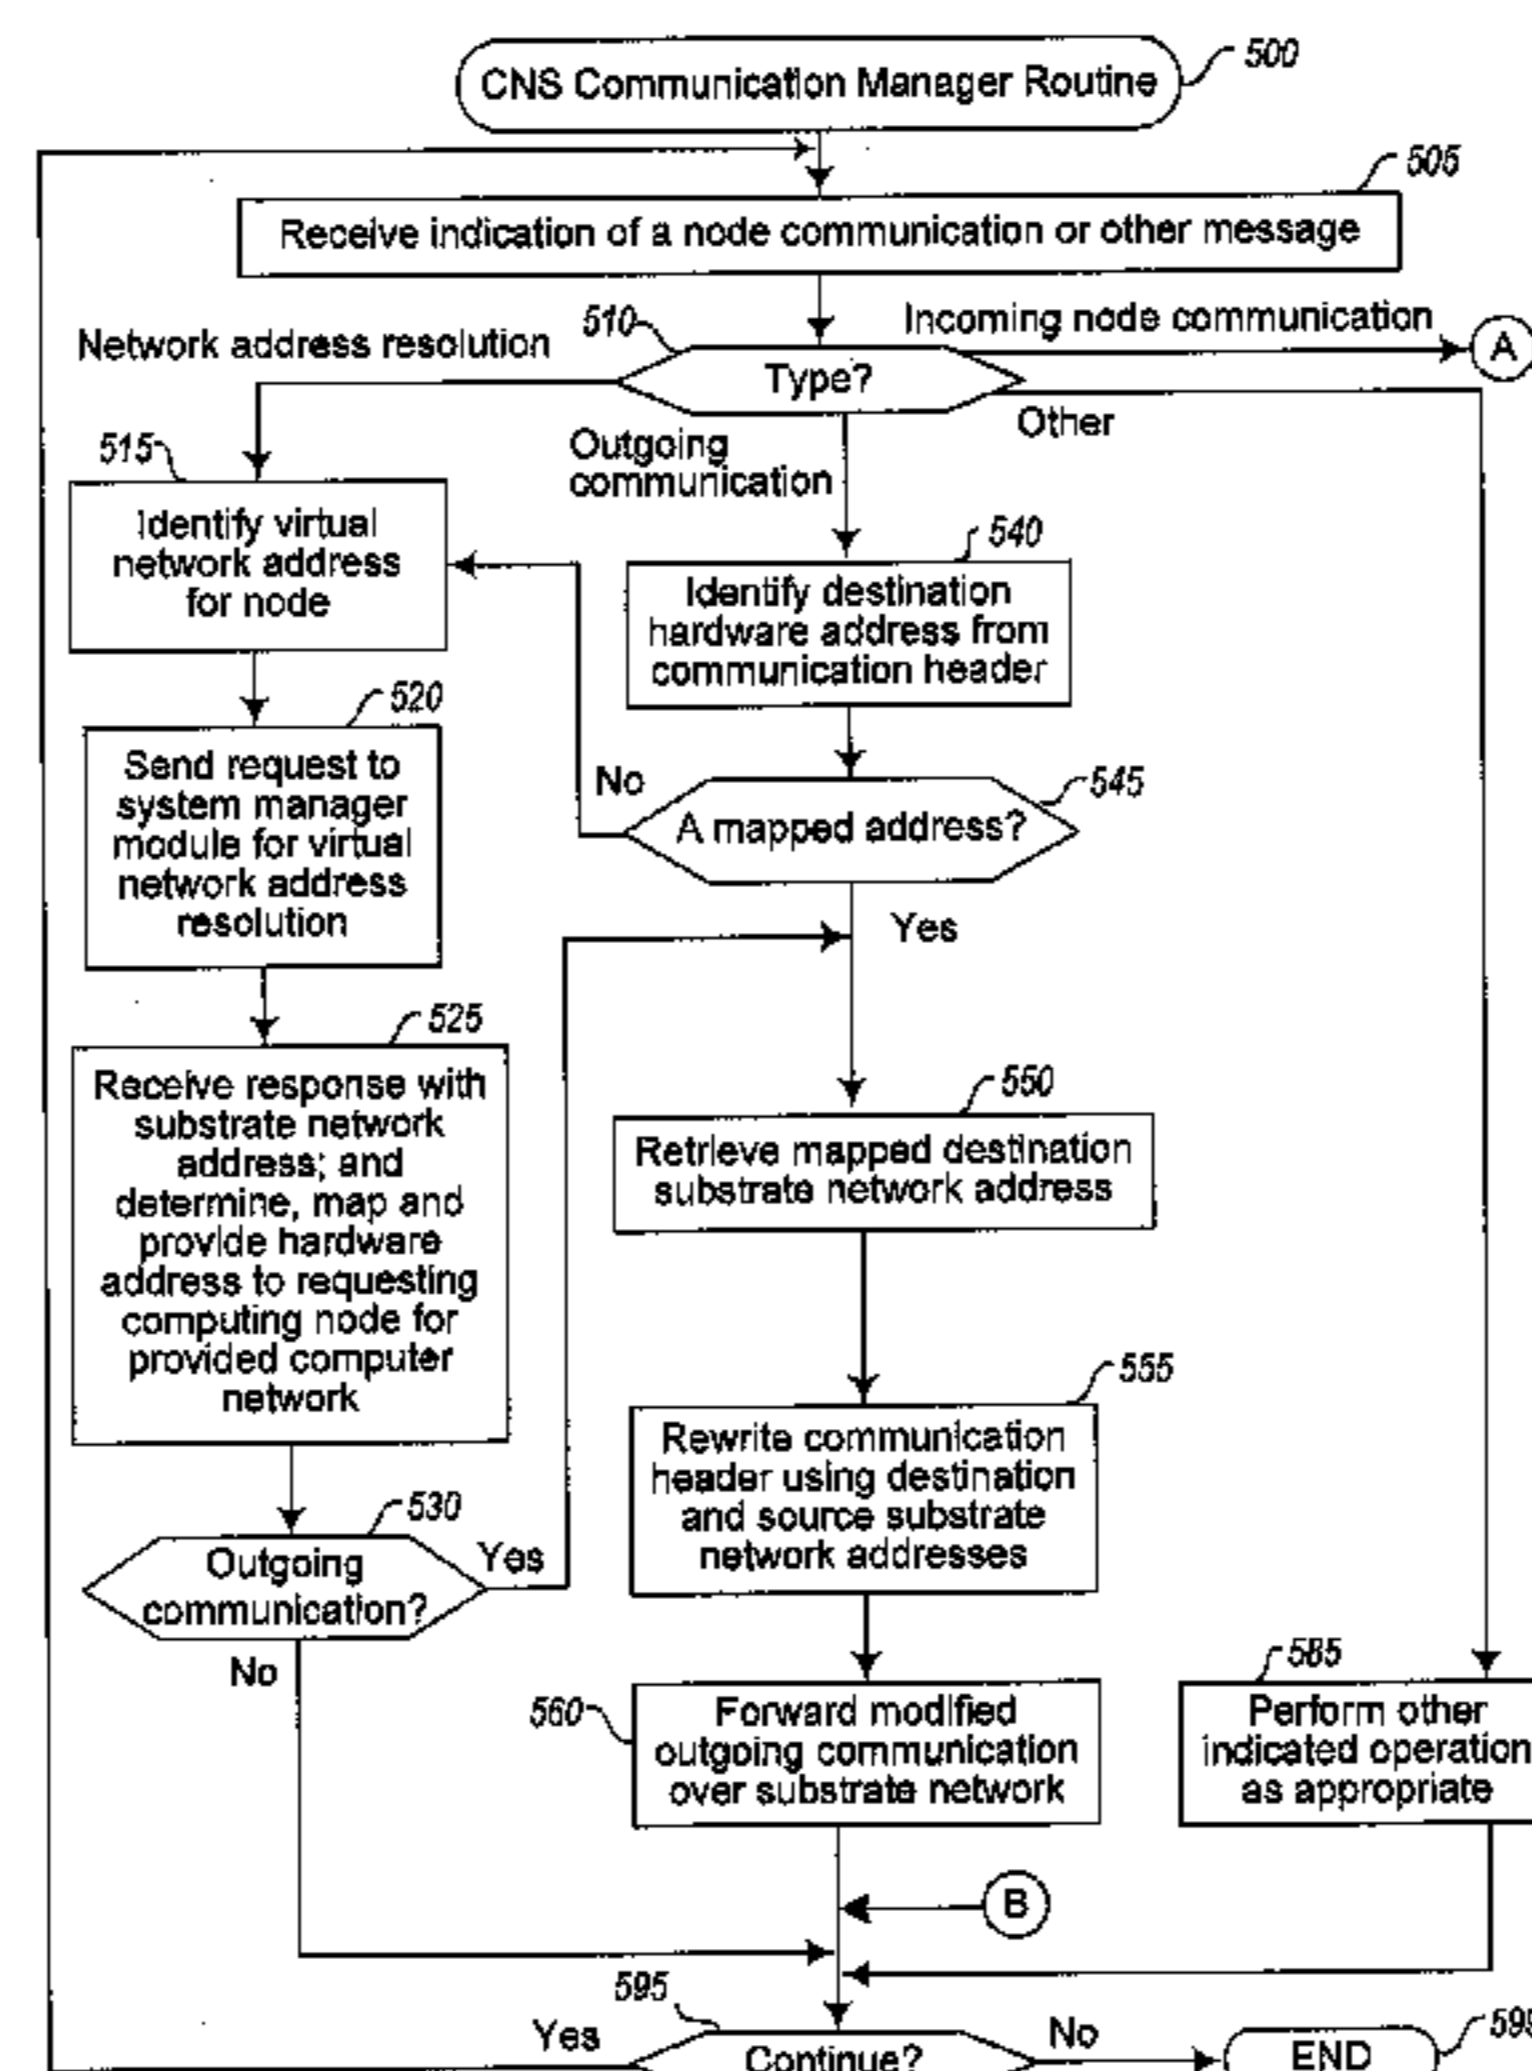 CNS Communication Manager Routine
500
505
Receive indication of a node communication or other message
510
Incoming node communication
A
Network address resolution
Type?
Other
Outgoing
communication
515
Identify virtual
network address
for node
540
Identify destination
hardware address from
communication header
520
Send request to
system manager
module for virtual
network address
resolution
No
545
A mapped address?
Yes
525
Receive response with
substrate network
address; and
determine, map and
provide hardware
address to requesting
computing node for
provided computer
network
550
Retrieve mapped destination
substrate network address
555
Rewrite communication
header using destination
and source substrate
network addresses
530
Outgoing
communication?
Yes
No
560
Forward modified
outgoing communication
over substrate network
585
Perform other
indicated operation
as appropriate
B
595
Yes
Continue?
No
END
599